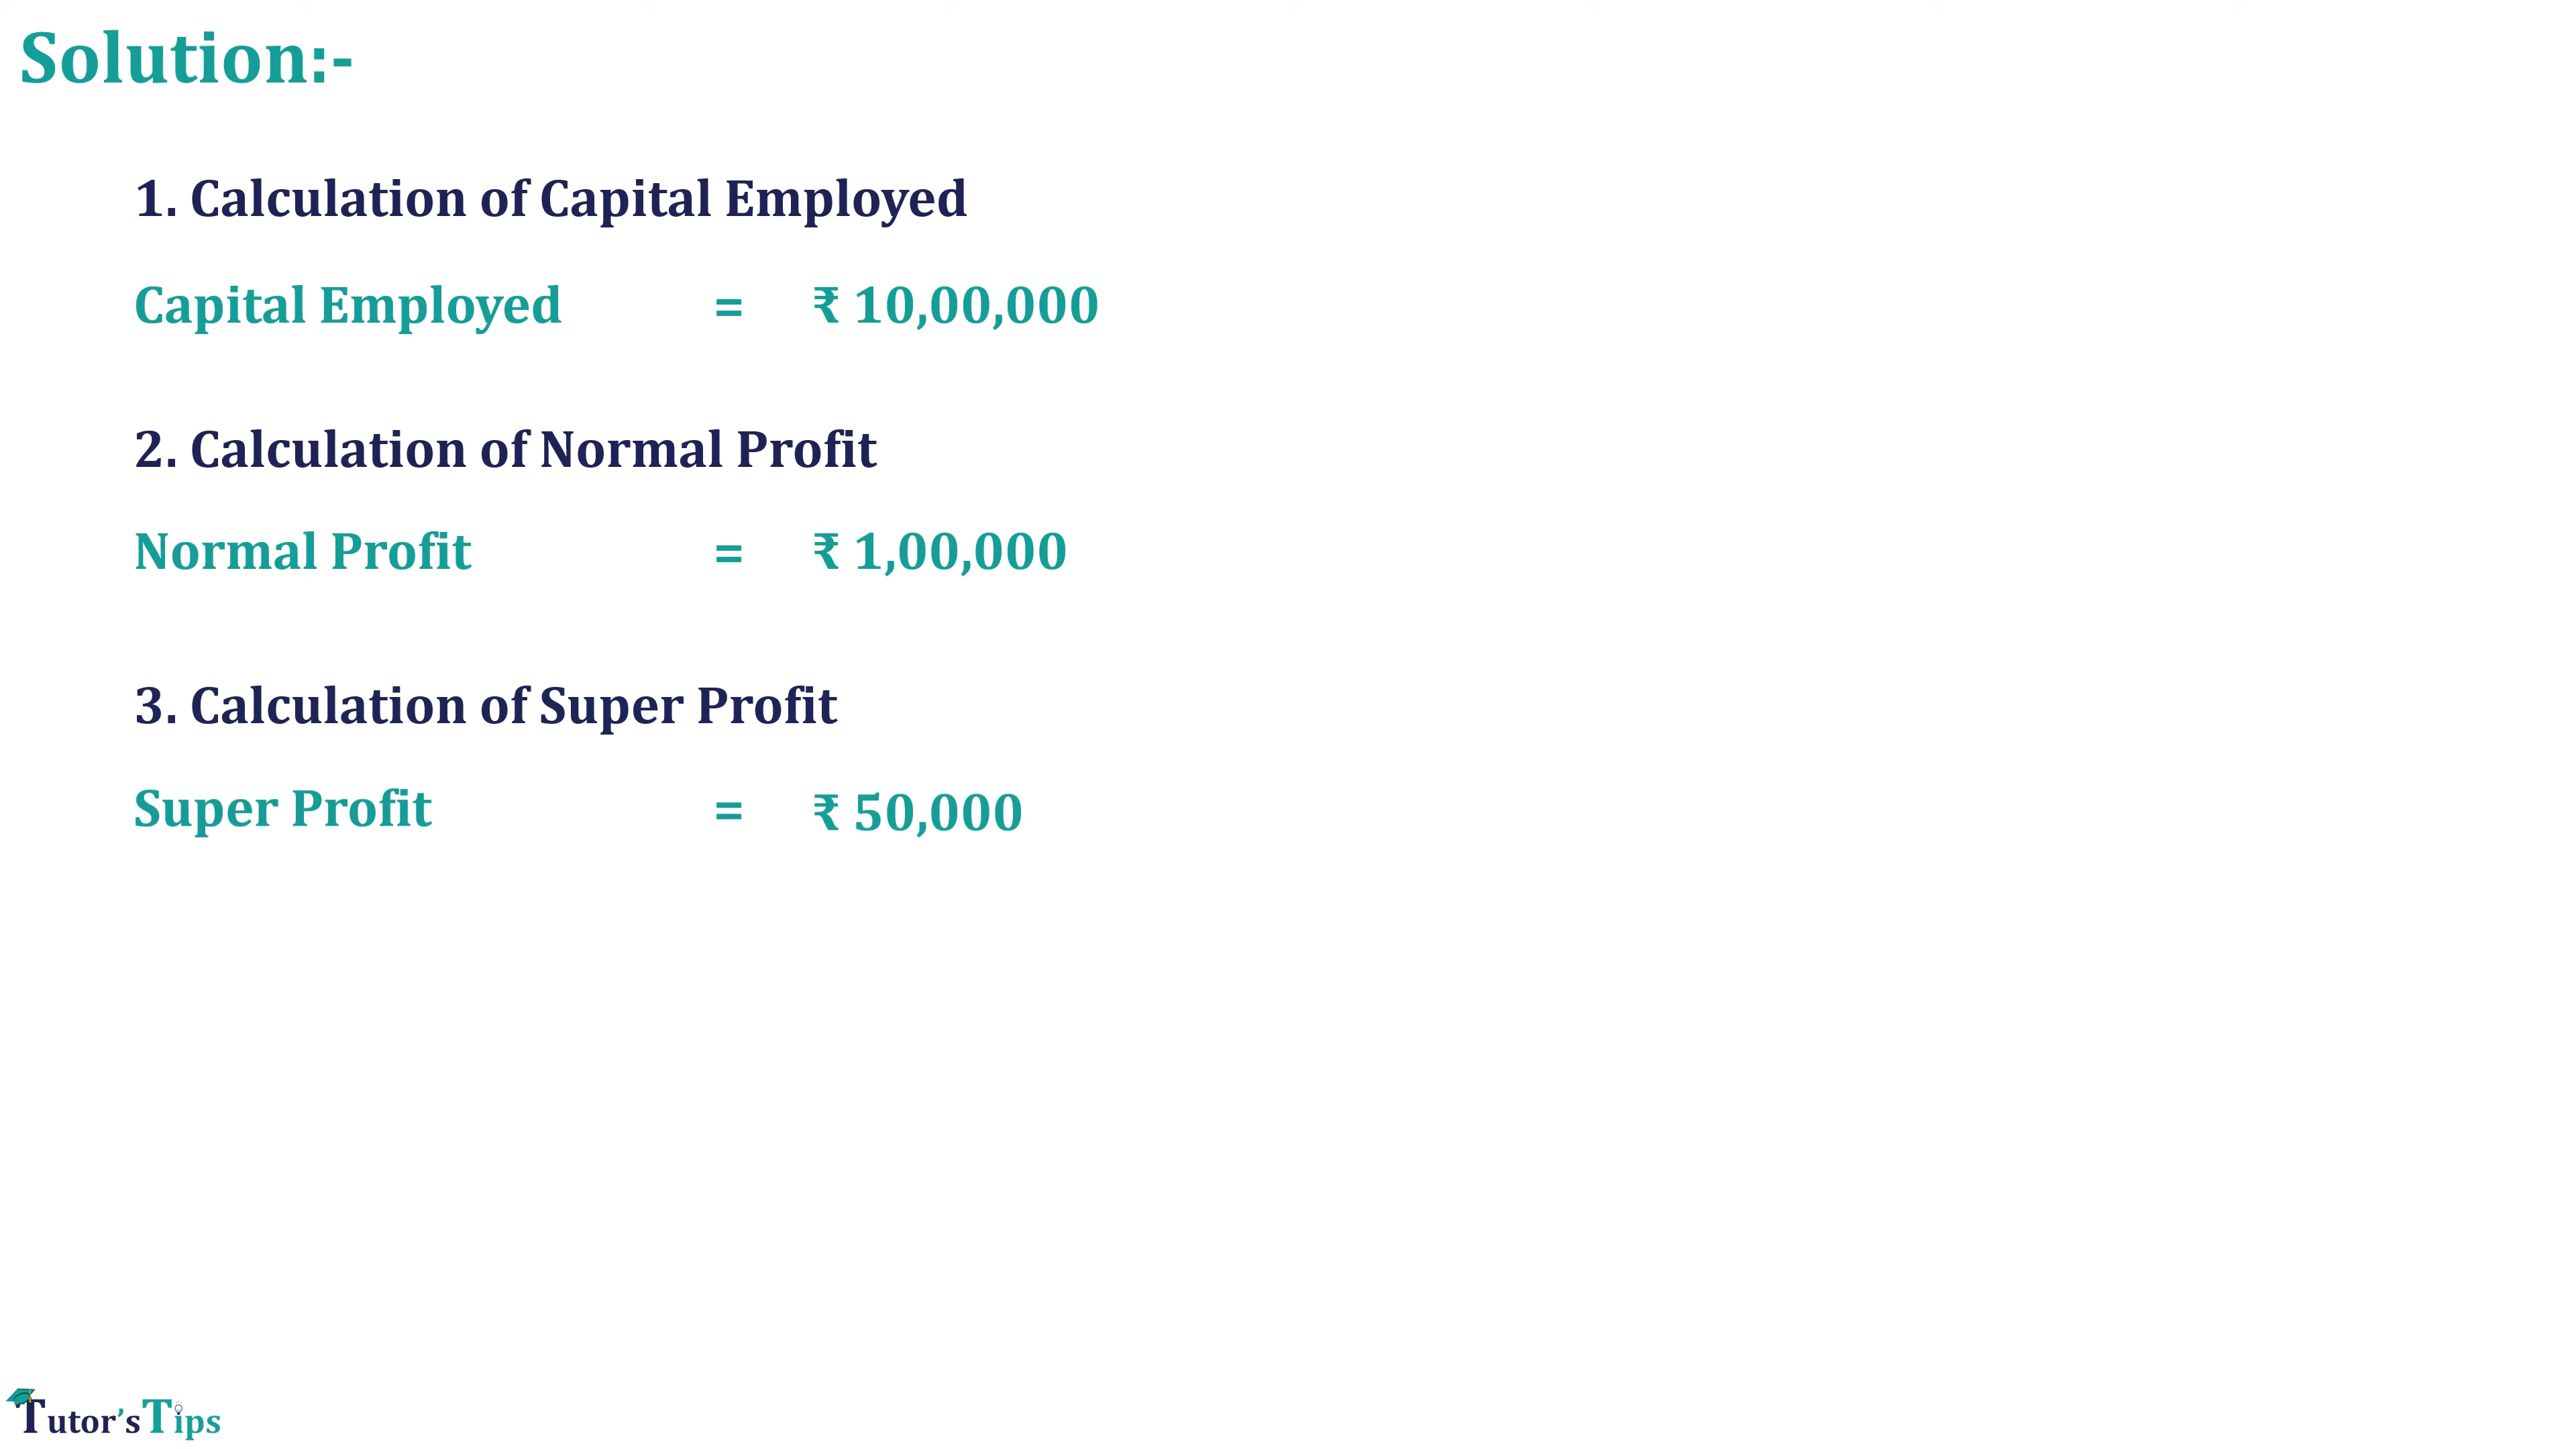 Solution:-
1. Calculation of Capital Employed
Capital Employed = ₹ 10,00,000
2. Calculation of Normal Profit
Normal Profit = ₹ 1,00,000
3. Calculation of Super Profit
Super Profit = ₹ 50,000
Tutor'sTips